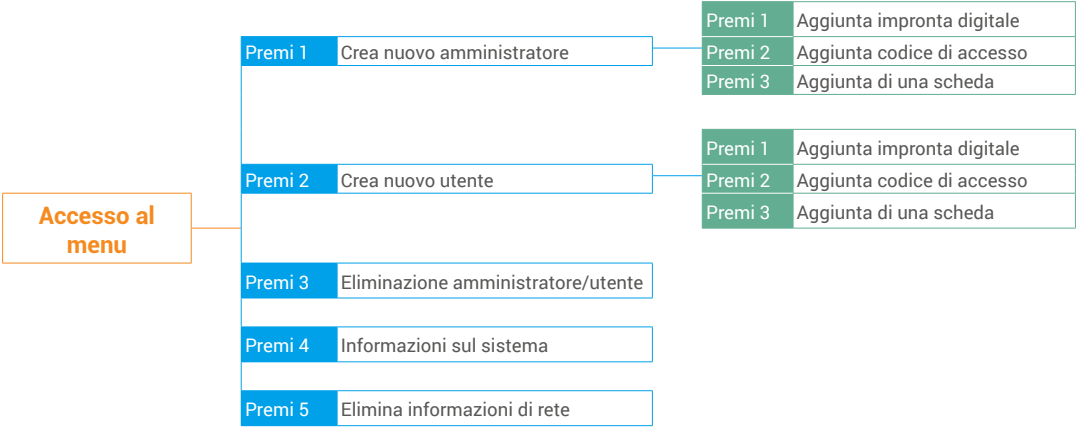 Accesso al
menu
Premi 1 Crea nuovo amministratore
Premi 1 Aggiunta impronta digitale
Premi 2 Aggiunta codice di accesso
Premi 3 Aggiunta di una scheda
Premi 2 Crea nuovo utente
Premi 1 Aggiunta impronta digitale
Premi 2 Aggiunta codice di accesso
Premi 3 Aggiunta di una scheda
Premi 3 Eliminazione amministratore/utente
Premi 4 Informazioni sul sistema
Premi 5 Elimina informazioni di rete